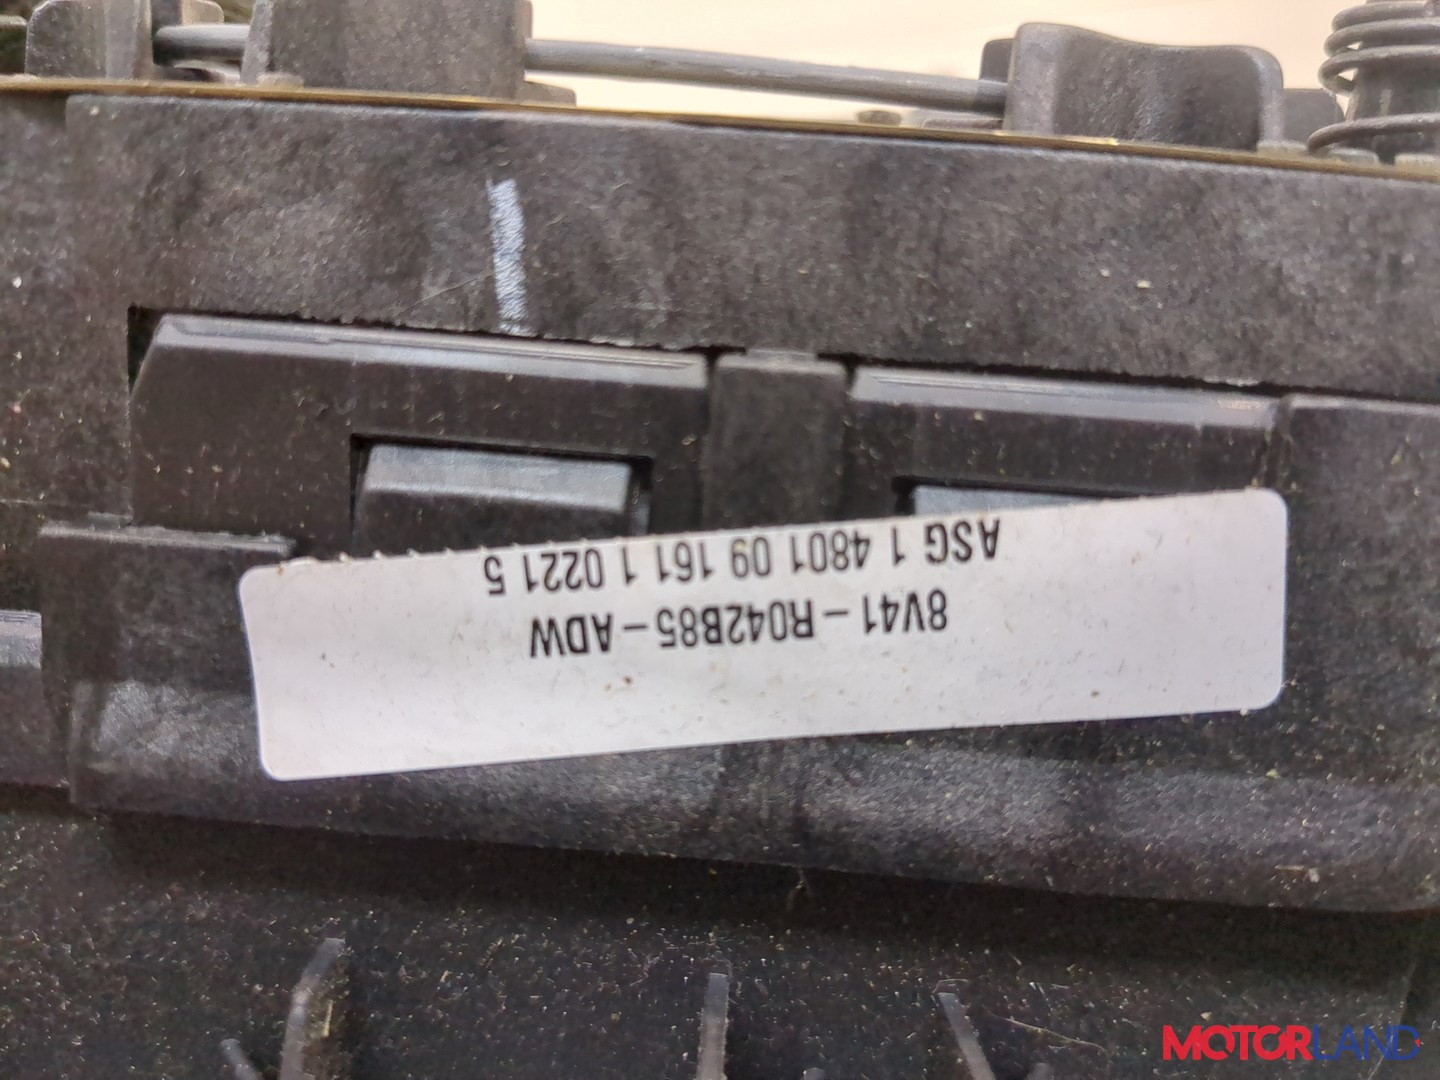 8V41-R042B85-ADW
ASG 1 4801 09 161 1 0221 5
MOTORLAND